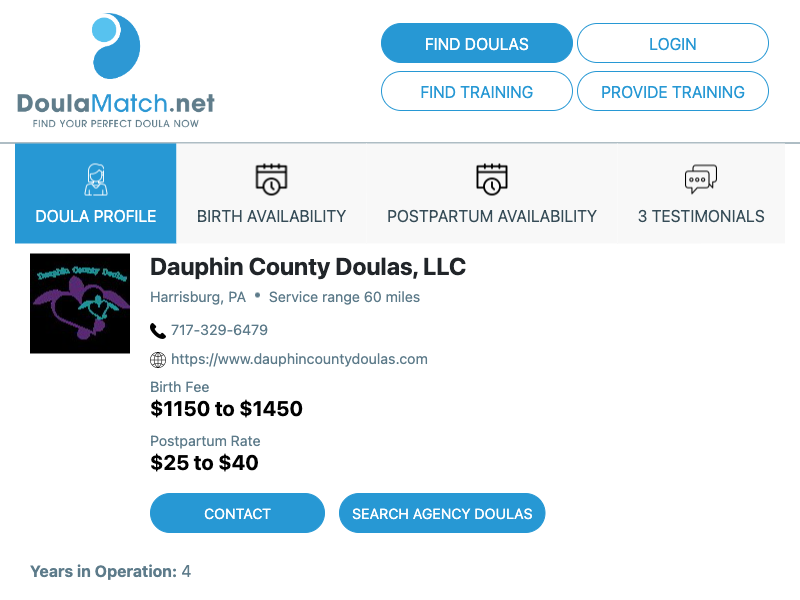 DoulaMatch.net
FIND YOUR PERFECT DOULA NOW
FIND DOULAS
LOGIN
FIND TRAINING
PROVIDE TRAINING
DOULA PROFILE
BIRTH AVAILABILITY
POSTPARTUM AVAILABILITY
3 TESTIMONIALS
Dauphin County Doulas
Dauphin County Doulas, LLC
Harrisburg, PA • Service range 60 miles
717-329-6479
https://www.dauphincountydoulas.com
Birth Fee
$1150 to $1450
Postpartum Rate
$25 to $40
CONTACT
SEARCH AGENCY DOULAS
Years in Operation: 4